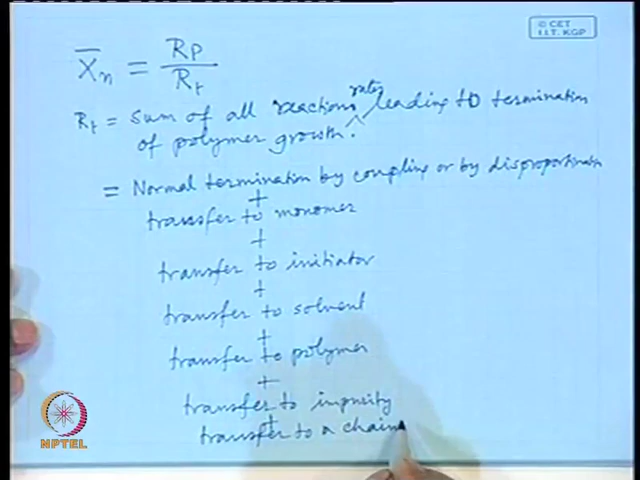 © CET
I.I.T. KGP
X̄n = Rp / Rt
rates
Rt = sum of all reactions leading to termination
of polymer growth.
= Normal termination by coupling or by disproportination
+
transfer to monomer
+
transfer to initiator
+
transfer to solvent
+
transfer to polymer
+
transfer to impurity
+
transfer to a chain
NPTEL